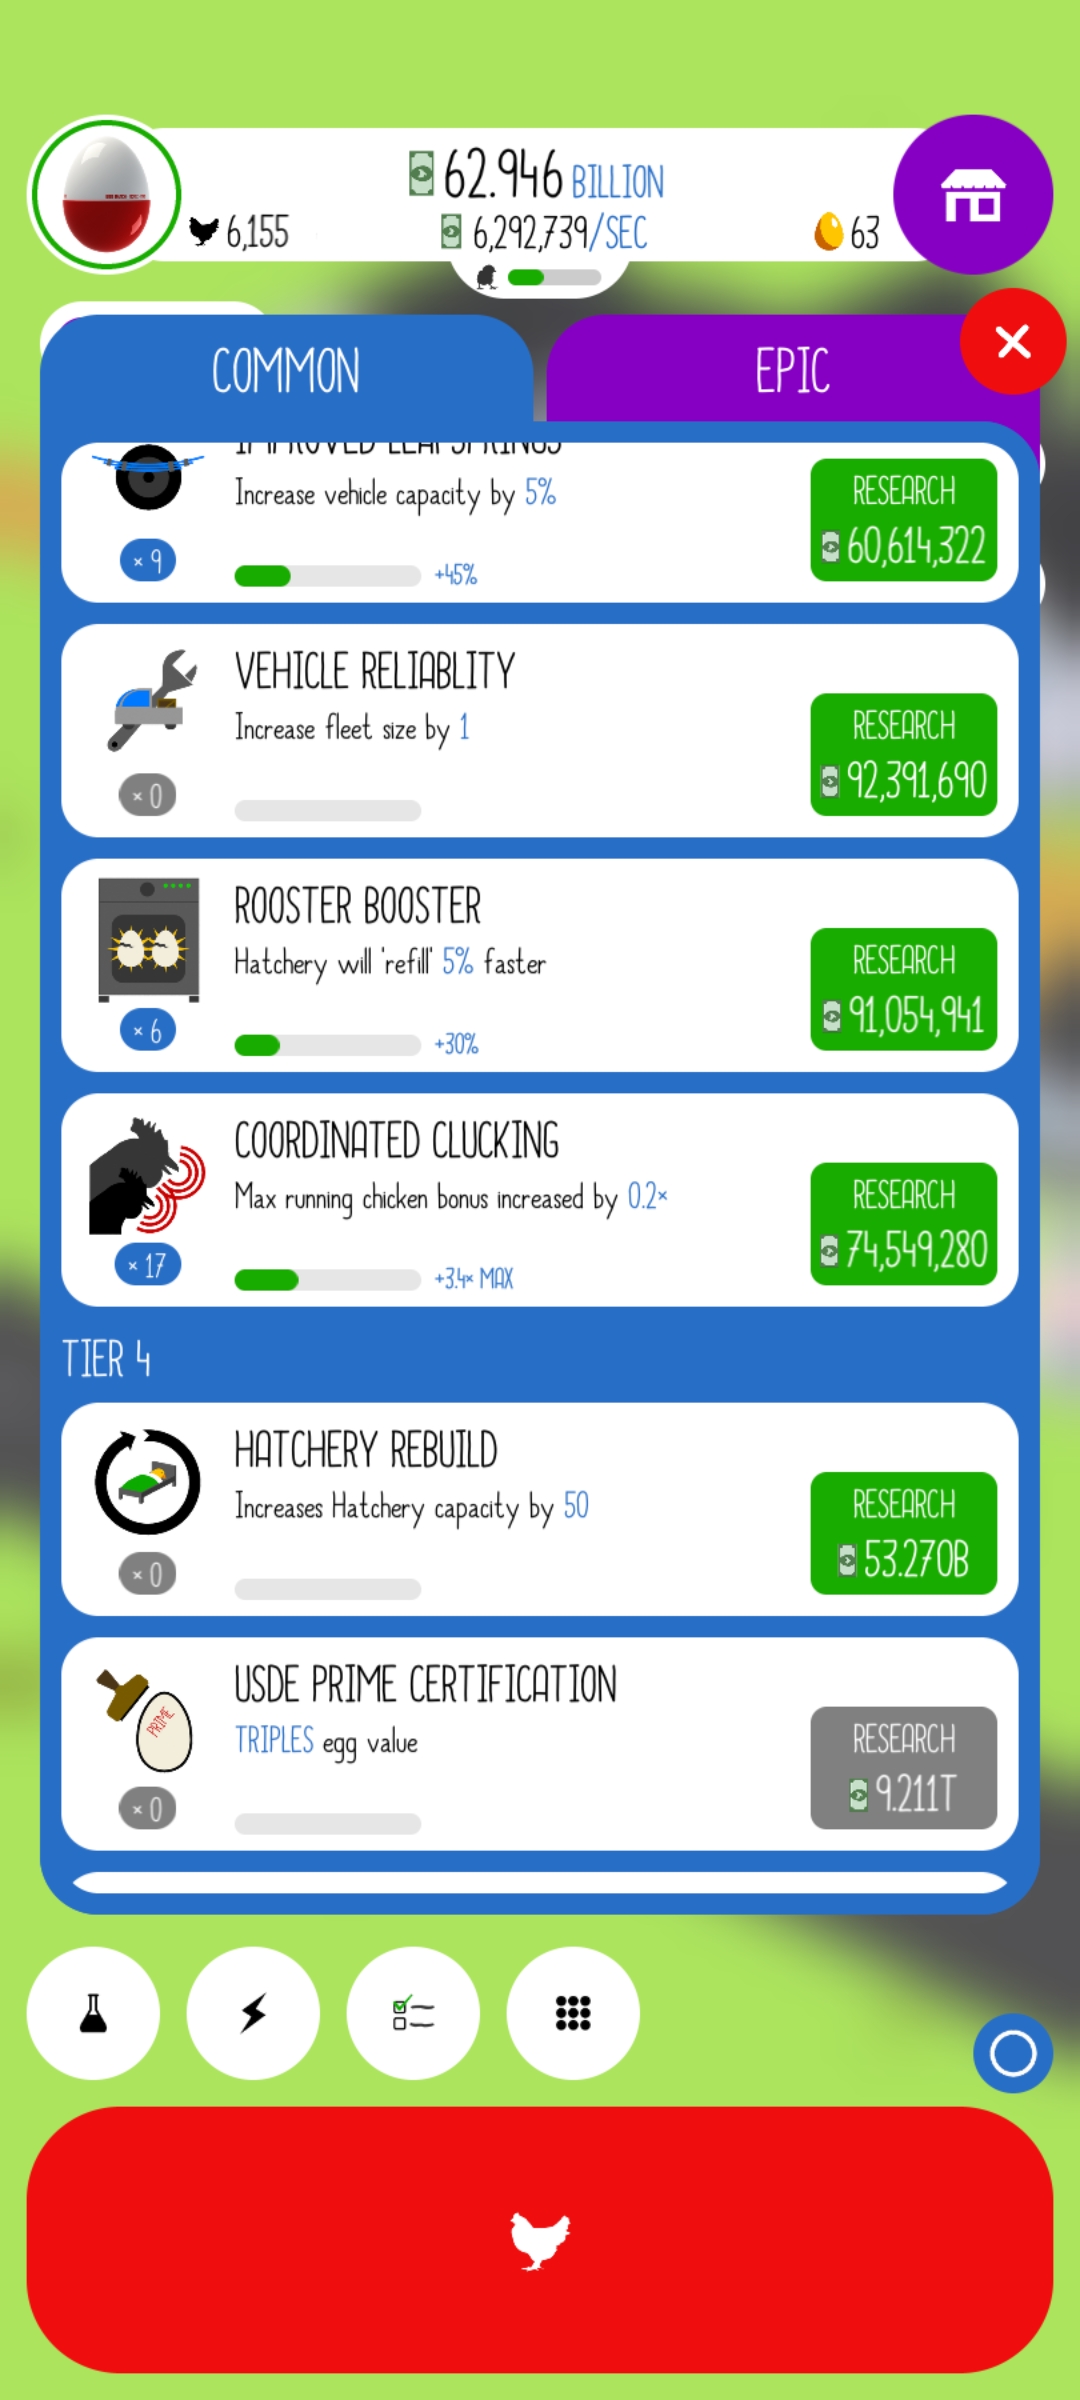 62.946 BILLION
6,155
6,292,739/SEC
63
COMMON
EPIC
IMPROVED LEAFSPRINGS
Increase vehicle capacity by 5%
× 9
+45%
RESEARCH
60,614,322
VEHICLE RELIABLITY
Increase fleet size by 1
× 0
RESEARCH
92,391,690
ROOSTER BOOSTER
Hatchery will 'refill' 5% faster
× 6
+30%
RESEARCH
91,054,941
COORDINATED CLUCKING
Max running chicken bonus increased by 0.2×
× 17
+3.4× MAX
RESEARCH
74,549,280
TIER 4
HATCHERY REBUILD
Increases Hatchery capacity by 50
× 0
RESEARCH
53.270B
USDE PRIME CERTIFICATION
TRIPLES egg value
PRIME
× 0
RESEARCH
9.211T